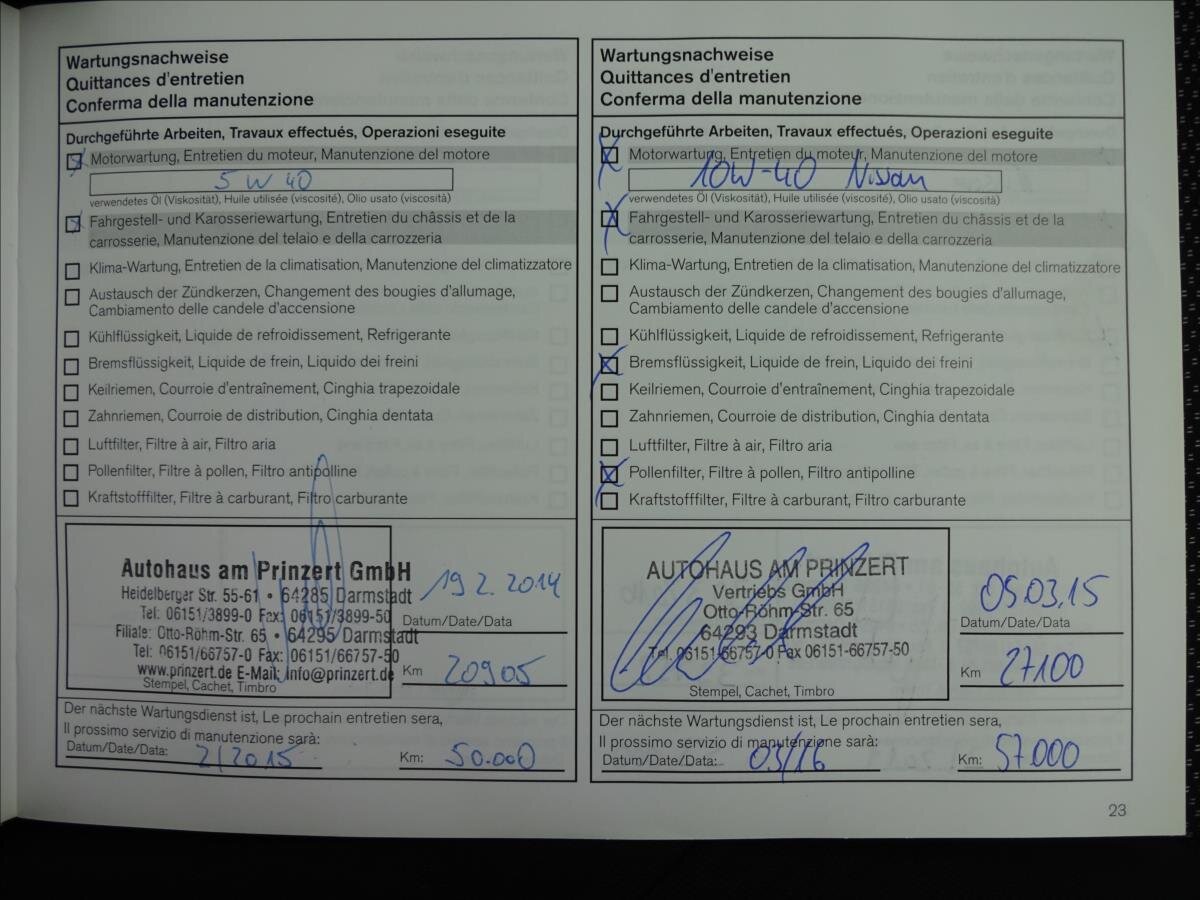 Wartungsnachweise
Quittances d'entretien
Conferma della manutenzione
Durchgeführte Arbeiten, Travaux effectués, Operazioni eseguite
Motorwartung, Entretien du moteur, Manutenzione del motore
5 W 40
verwendetes Öl (Viskosität), Huile utilisée (viscosité), Olio usato (viscosità)
Fahrgestell- und Karosseriewartung, Entretien du châssis et de la
carrosserie, Manutenzione del telaio e della carrozzeria
Klima-Wartung, Entretien de la climatisation, Manutenzione del climatizzatore
Austausch der Zündkerzen, Changement des bougies d'allumage,
Cambiamento delle candele d'accensione
Kühlflüssigkeit, Liquide de refroidissement, Refrigerante
Bremsflüssigkeit, Liquide de frein, Liquido dei freini
Keilriemen, Courroie d'entraînement, Cinghia trapezoidale
Zahnriemen, Courroie de distribution, Cinghia dentata
Luftfilter, Filtre à air, Filtro aria
Pollenfilter, Filtre à pollen, Filtro antipolline
Kraftstofffilter, Filtre à carburant, Filtro carburante
Autohaus am Prinzert GmbH
Heidelberger Str. 55-61 • 64285 Darmstadt
Tel: 06151/3899-0 Fax: 06151/3899-50
Filiale: Otto-Röhm-Str. 65 • 64295 Darmstadt
Tel: 06151/66757-0 Fax: 06151/66757-50
www.prinzert.de E-Mail: info@prinzert.de
Stempel, Cachet, Timbro
19 2. 2014
Datum/Date/Data
Km 20905
Der nächste Wartungsdienst ist, Le prochain entretien sera,
Il prossimo servizio di manutenzione sarà:
Datum/Date/Data: 2/2015 Km: 50.000
Wartungsnachweise
Quittances d'entretien
Conferma della manutenzione
Durchgeführte Arbeiten, Travaux effectués, Operazioni eseguite
Motorwartung, Entretien du moteur, Manutenzione del motore
10W-40 Nissan
verwendetes Öl (Viskosität), Huile utilisée (viscosité), Olio usato (viscosità)
Fahrgestell- und Karosseriewartung, Entretien du châssis et de la
carrosserie, Manutenzione del telaio e della carrozzeria
Klima-Wartung, Entretien de la climatisation, Manutenzione del climatizzatore
Austausch der Zündkerzen, Changement des bougies d'allumage,
Cambiamento delle candele d'accensione
Kühlflüssigkeit, Liquide de refroidissement, Refrigerante
Bremsflüssigkeit, Liquide de frein, Liquido dei freini
Keilriemen, Courroie d'entraînement, Cinghia trapezoidale
Zahnriemen, Courroie de distribution, Cinghia dentata
Luftfilter, Filtre à air, Filtro aria
Pollenfilter, Filtre à pollen, Filtro antipolline
Kraftstofffilter, Filtre à carburant, Filtro carburante
AUTOHAUS AM PRINZERT
Vertriebs GmbH
Otto-Röhm-Str. 65
64293 Darmstadt
Tel. 06151-66757-0 Fax 06151-66757-50
Stempel, Cachet, Timbro
05.03.15
Datum/Date/Data
Km 27100
Der nächste Wartungsdienst ist, Le prochain entretien sera,
Il prossimo servizio di manutenzione sarà:
Datum/Date/Data: 03/16 Km: 57.000
23